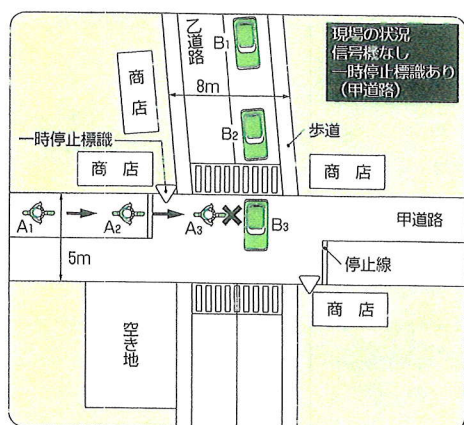 現場の状況
信号機なし
一時停止標識あり
(甲道路)
乙道路
B₁
8m
商店
B₂
歩道
一時停止標識
商店
商店
A₁
A₂
A₃
B₃
甲道路
5m
停止線
空き地
商店